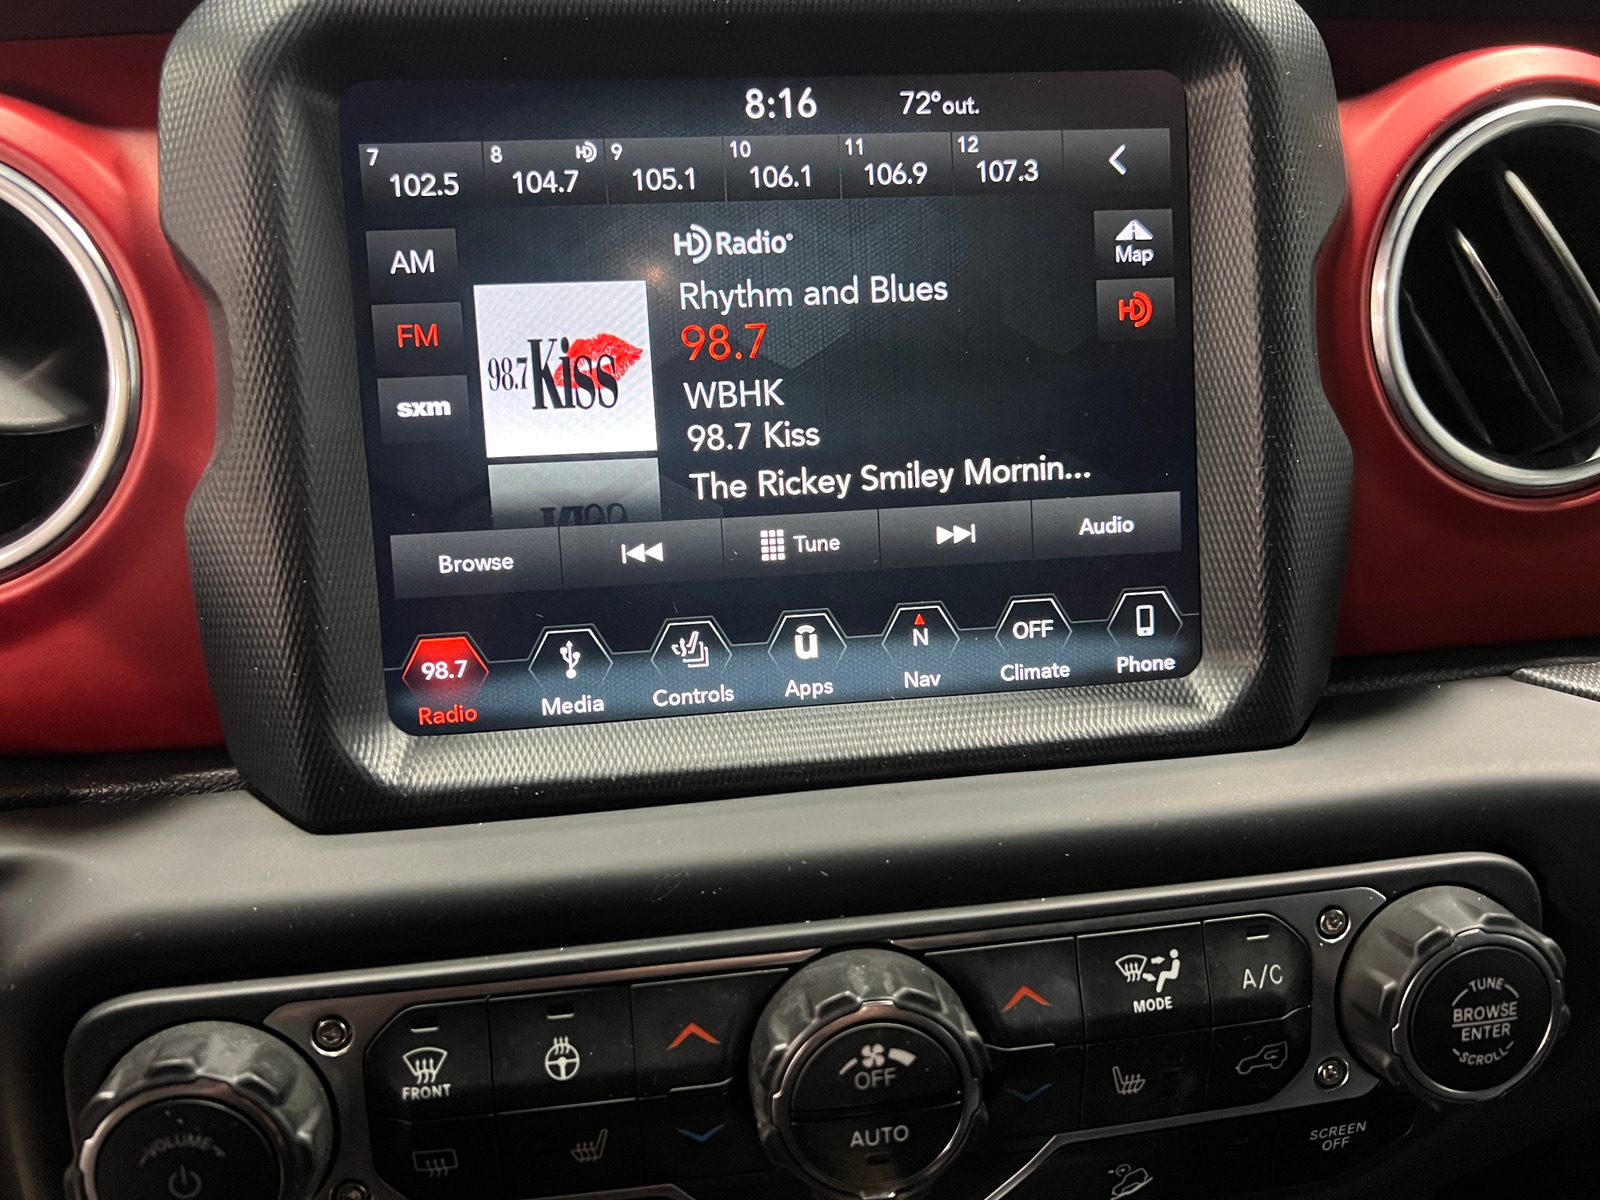 8:16 72°out.
7 102.5 8 HD 104.7 9 105.1 10 106.1 11 106.9 12 107.3
HD Radio
Map
AM
Rhythm and Blues
HD
FM
98.7 Kiss
98.7
sxm
WBHK
98.7 Kiss
The Rickey Smiley Mornin...
Kiss
Browse Tune Audio
98.7 U N OFF
Radio Media Controls Apps Nav Climate Phone
TUNE
BROWSE
ENTER
SCROLL
MODE
A/C
FRONT
OFF
AUTO
VOLUME
SCREEN
OFF